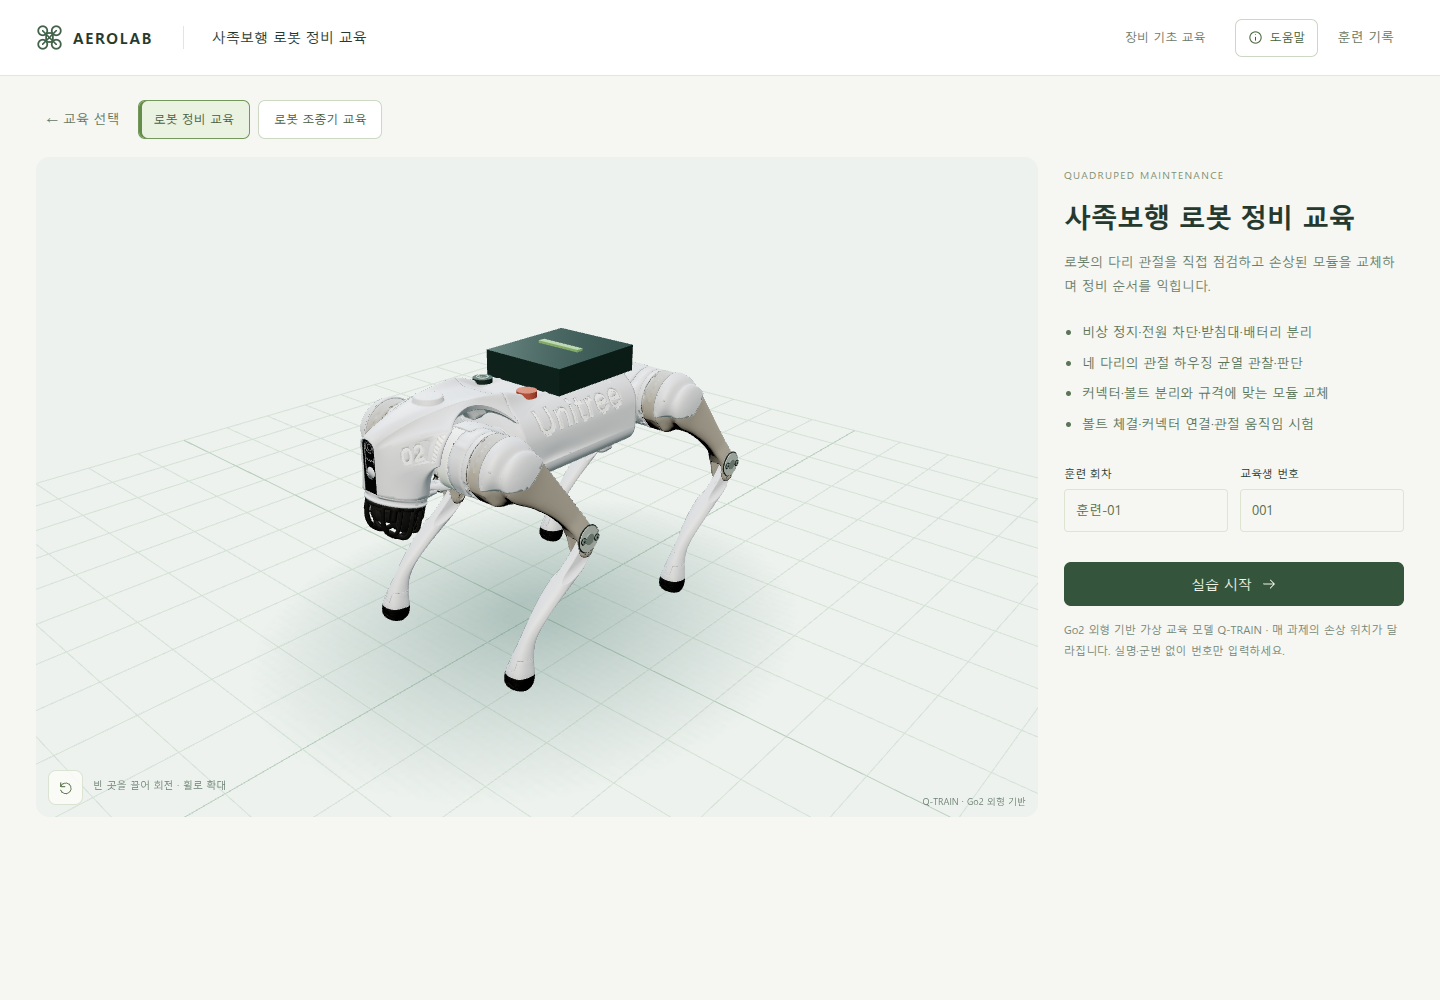 AEROLAB
사족보행 로봇 정비 교육
장비 기초 교육
도움말
훈련 기록
← 교육 선택
로봇 정비 교육
로봇 조종기 교육
Unitree
02
빈 곳을 끌어 회전 · 휠로 확대
Q-TRAIN · Go2 외형 기반
QUADRUPED MAINTENANCE
사족보행 로봇 정비 교육
로봇의 다리 관절을 직접 점검하고 손상된 모듈을 교체하
며 정비 순서를 익힙니다.
비상 정지·전원 차단·받침대·배터리 분리
네 다리의 관절 하우징 균열 관찰·판단
커넥터·볼트 분리와 규격에 맞는 모듈 교체
볼트 체결·커넥터 연결·관절 움직임 시험
훈련 회차
교육생 번호
훈련-01
001
실습 시작 →
Go2 외형 기반 가상 교육 모델 Q-TRAIN · 매 과제의 손상 위치가 달
라집니다. 실명·군번 없이 번호만 입력하세요.